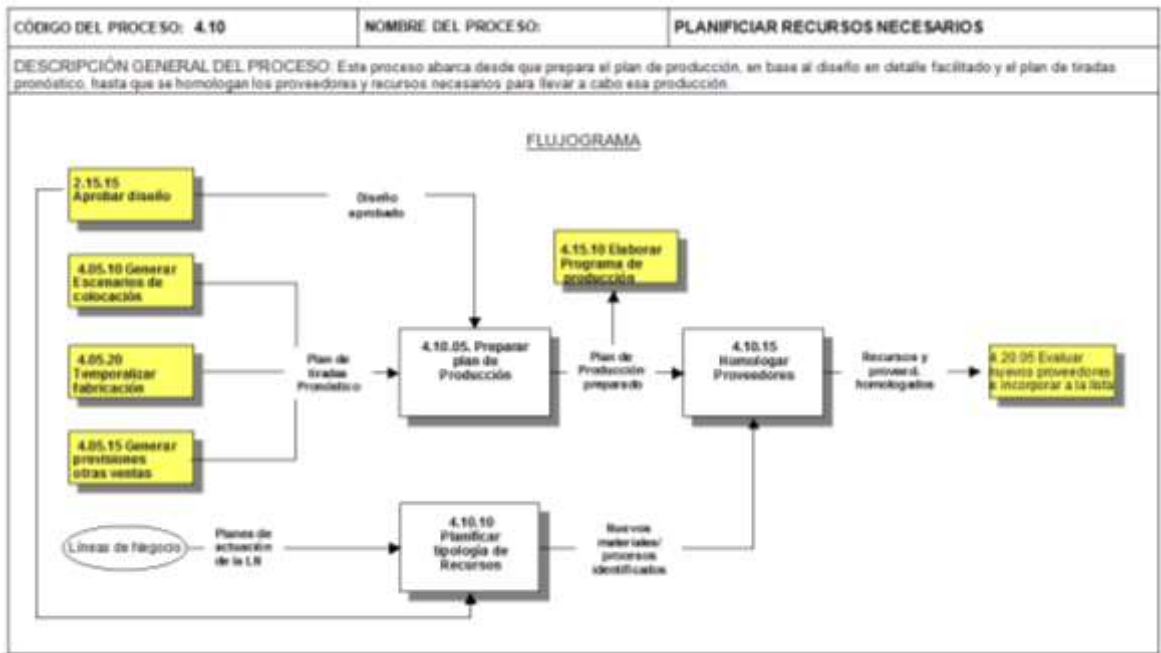 CÓDIGO DEL PROCESO: 4.10
NOMBRE DEL PROCESO:
PLANIFICIAR RECURSOS NECESARIOS
DESCRIPCIÓN GENERAL DEL PROCESO: Este proceso abarca desde que prepara el plan de producción, en base al diseño en detalle facilitado y el plan de tiradas
pronóstico, hasta que se homologan los proveedores y recursos necesarios para llevar a cabo esa producción.
FLUJOGRAMA
2.15.15
Aprobar diseño
Diseño
aprobado
4.15.10 Elaborar
Programa de
producción
4.05.10 Generar
Escenarios de
colocación
4.05.20
Temporalizar
fabricación
Plan de
tiradas
Pronóstico
4.10.05. Preparar
plan de
Producción
Plan de
Producción
preparado
4.10.15
Homologar
Proveedores
Recursos y
proveed.
homologados
4.20.05 Evaluar
nuevos proveedores
e incorporar a la lista
4.05.15 Generar
previsiones
otras ventas
Líneas de Negocio
Planes de
actuación
de la LN
4.10.10
Planificar
tipología de
Recursos
Nuevos
materiales/
procesos
identificados